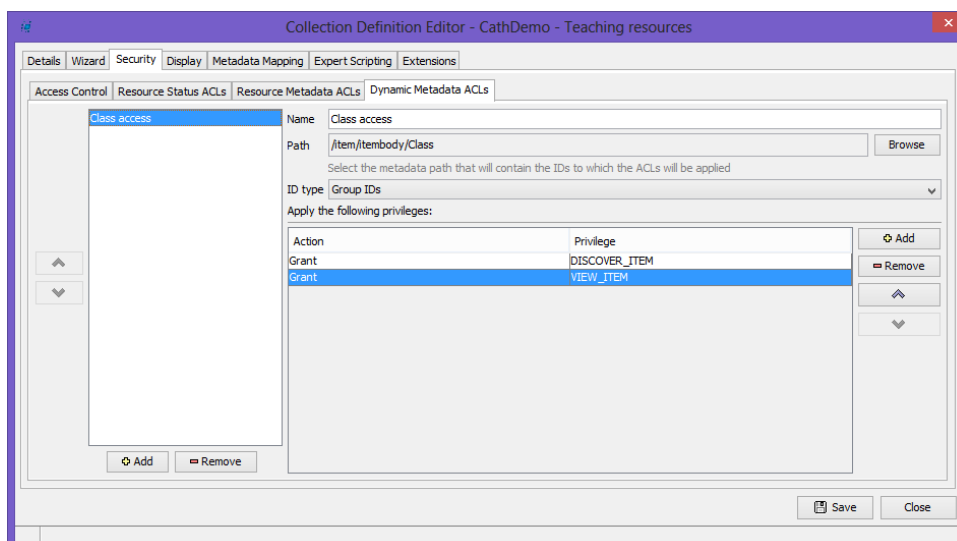 Collection Definition Editor - CathDemo - Teaching resources
Details Wizard Security Display Metadata Mapping Expert Scripting Extensions
Access Control Resource Status ACLs Resource Metadata ACLs Dynamic Metadata ACLs
Class access
Name Class access
Path /item/itembody/Class Browse
Select the metadata path that will contain the IDs to which the ACLs will be applied
ID type Group IDs
Apply the following privileges:
Action Privilege
Grant DISCOVER_ITEM
Grant VIEW_ITEM
Add
Remove
Add Remove
Save Close